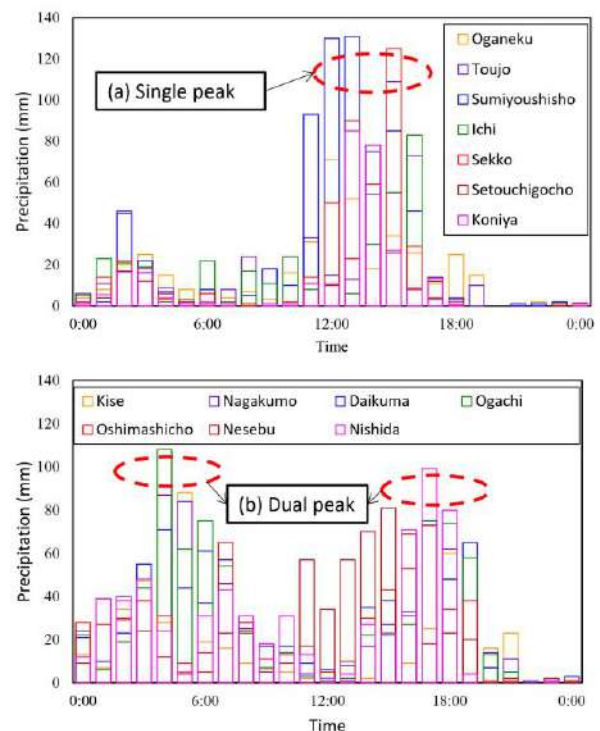 140
120
100
80
60
40
20
0
Precipitation (mm)
(a) Single peak
Oganeku
Toujo
Sumiyoushisho
Ichi
Sekko
Setouchigocho
Koniya
0:00 6:00 12:00 18:00 0:00
Time
140
120
100
80
60
40
20
0
Precipitation (mm)
Kise Nagakumo Daikuma Ogachi
Oshimashicho Nesebu Nishida
(b) Dual peak
0:00 6:00 12:00 18:00 0:00
Time